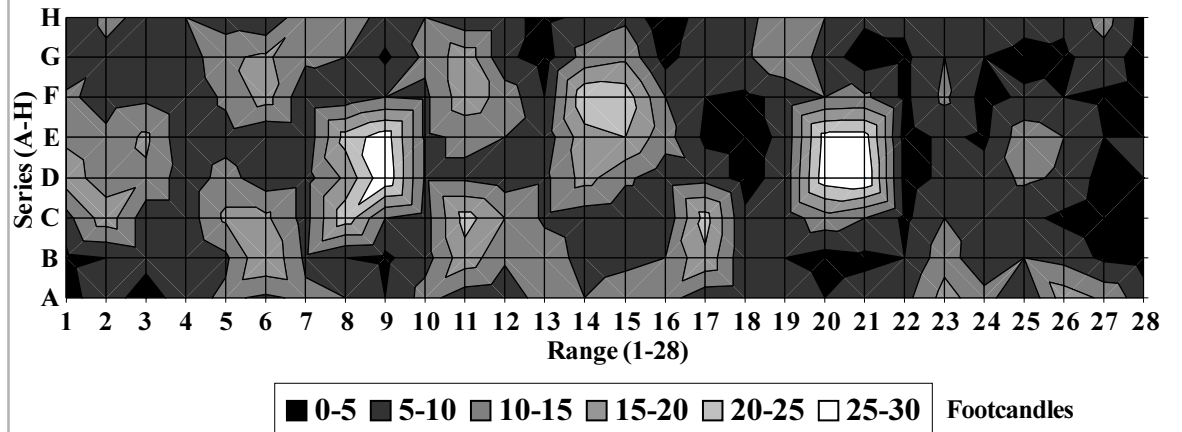 H
G
F
E
D
C
B
A
Series (A-H)
1 2 3 4 5 6 7 8 9 10 11 12 13 14 15 16 17 18 19 20 21 22 23 24 25 26 27 28
Range (1-28)
0-5 5-10 10-15 15-20 20-25 25-30 Footcandles